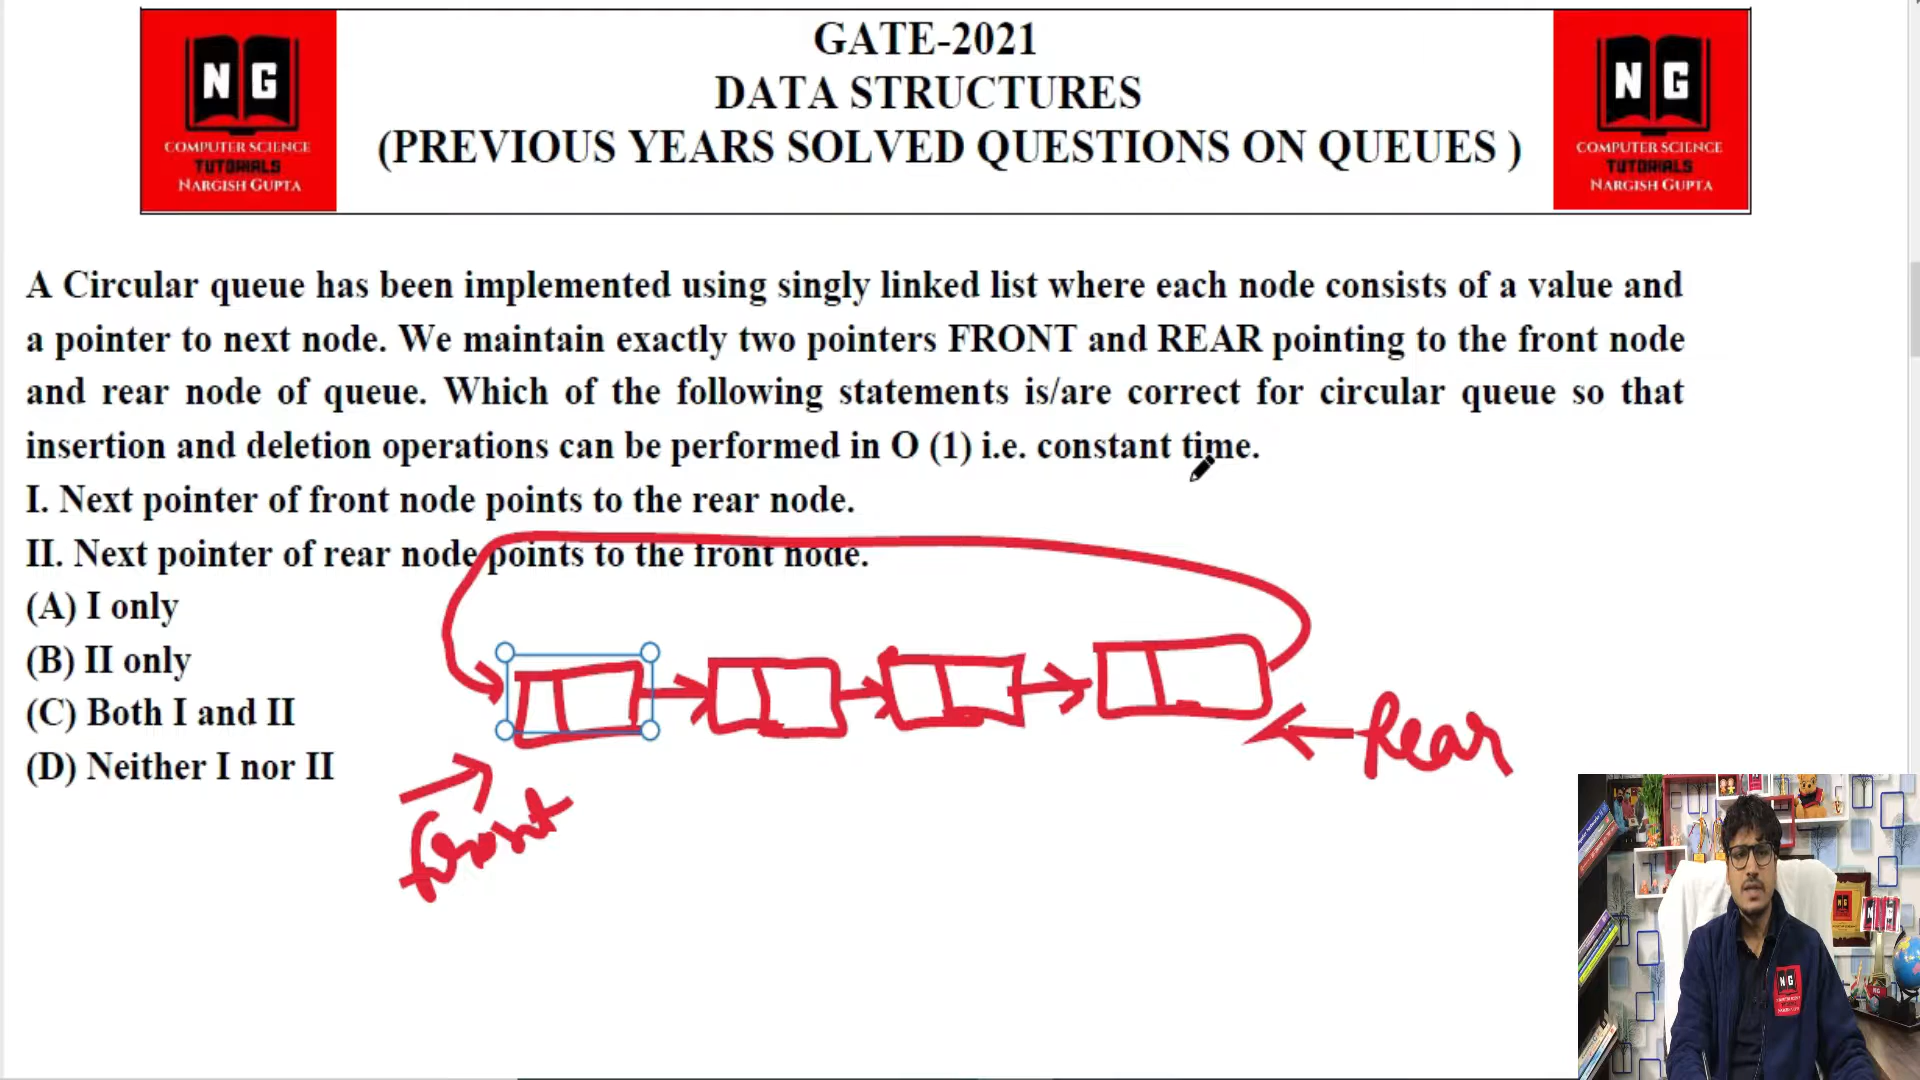 GATE-2021
DATA STRUCTURES
(PREVIOUS YEARS SOLVED QUESTIONS ON QUEUES )
N G
COMPUTER SCIENCE
TUTORIALS
NARGISH GUPTA
N G
COMPUTER SCIENCE
TUTORIALS
NARGISH GUPTA
A Circular queue has been implemented using singly linked list where each node consists of a value and
a pointer to next node. We maintain exactly two pointers FRONT and REAR pointing to the front node
and rear node of queue. Which of the following statements is/are correct for circular queue so that
insertion and deletion operations can be performed in O (1) i.e. constant time.
I. Next pointer of front node points to the rear node.
II. Next pointer of rear node points to the front node.
(A) I only
(B) II only
(C) Both I and II
(D) Neither I nor II
Rear
front
NG